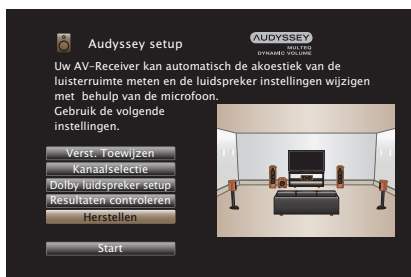 Audyssey setup
AUDYSSEY
MULTEQ
DYNAMIC VOLUME
Uw AV-Receiver kan automatisch de akoestiek van de
luisterruimte meten en de luidspreker instellingen wijzigen
met behulp van de microfoon.
Gebruik de volgende
instellingen.
Verst. Toewijzen
Kanaalselectie
Dolby luidspreker setup
Resultaten controleren
Herstellen
Start